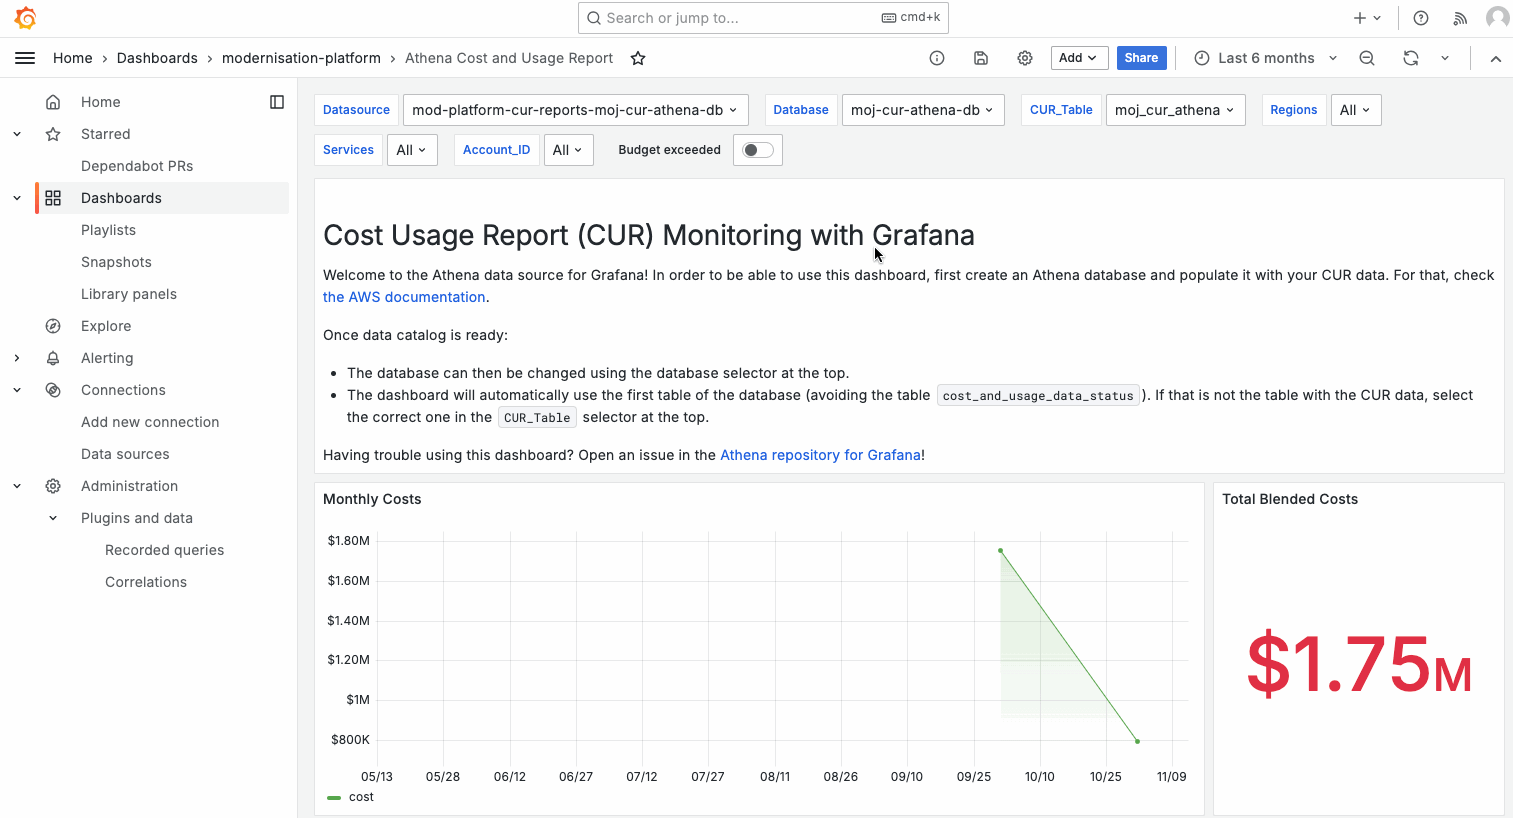 Search or jump to...
cmd+k
Home
Dashboards
modernisation-platform
Athena Cost and Usage Report
Add
Share
Last 6 months
Home
Starred
Dependabot PRs
Dashboards
Playlists
Snapshots
Library panels
Explore
Alerting
Connections
Add new connection
Data sources
Administration
Plugins and data
Recorded queries
Correlations
Datasource
mod-platform-cur-reports-moj-cur-athena-db
Database
moj-cur-athena-db
CUR_Table
moj_cur_athena
Regions
All
Services
All
Account_ID
All
Budget exceeded
Cost Usage Report (CUR) Monitoring with Grafana
Welcome to the Athena data source for Grafana! In order to be able to use this dashboard, first create an Athena database and populate it with your CUR data. For that, check
the AWS documentation.
Once data catalog is ready:
• The database can then be changed using the database selector at the top.
• The dashboard will automatically use the first table of the database (avoiding the table cost_and_usage_data_status ). If that is not the table with the CUR data, select
the correct one in the CUR_Table selector at the top.
Having trouble using this dashboard? Open an issue in the Athena repository for Grafana!
Monthly Costs
$1.80M
$1.60M
$1.40M
$1.20M
$1M
$800K
05/13 05/28 06/12 06/27 07/12 07/27 08/11 08/26 09/10 09/25 10/10 10/25 11/09
cost
Total Blended Costs
$1.75M